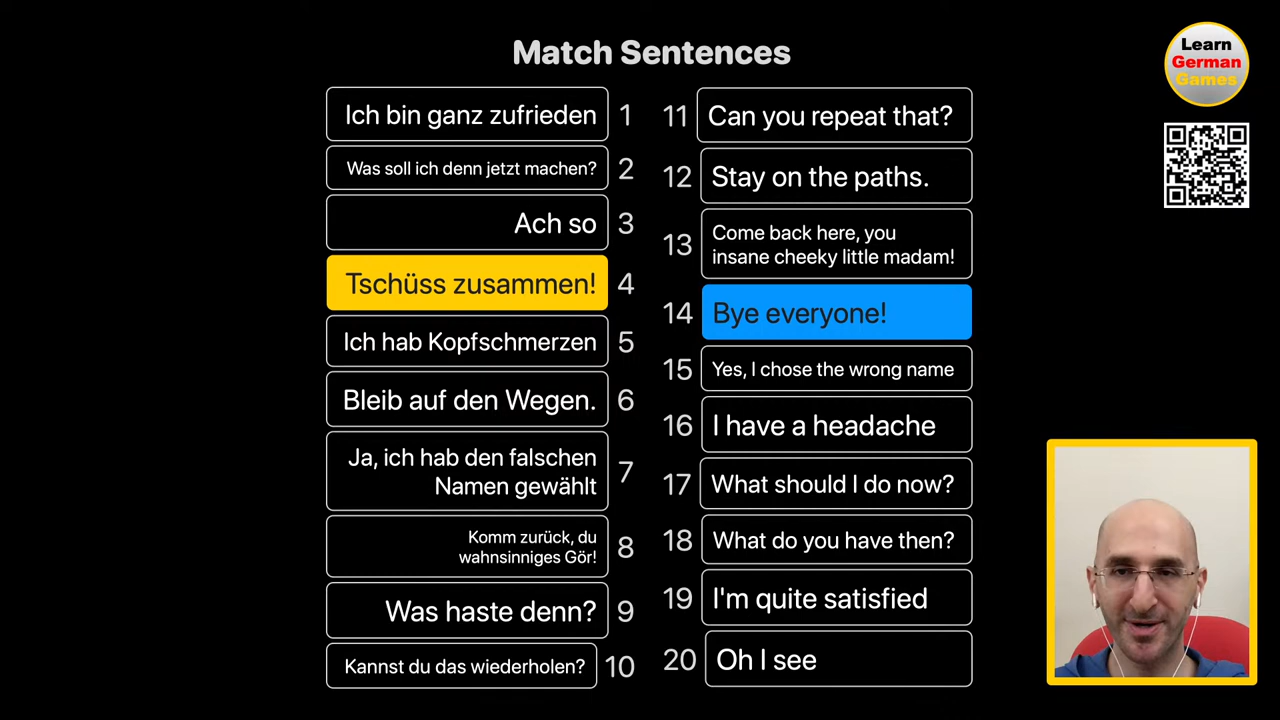 Match Sentences
Learn
German
Games
Ich bin ganz zufrieden 1
Was soll ich denn jetzt machen? 2
Ach so 3
Tschüss zusammen! 4
Ich hab Kopfschmerzen 5
Bleib auf den Wegen. 6
Ja, ich hab den falschen
Namen gewählt 7
Komm zurück, du
wahnsinniges Gör! 8
Was haste denn? 9
Kannst du das wiederholen? 10
11 Can you repeat that?
12 Stay on the paths.
13 Come back here, you
insane cheeky little madam!
14 Bye everyone!
15 Yes, I chose the wrong name
16 I have a headache
17 What should I do now?
18 What do you have then?
19 I'm quite satisfied
20 Oh I see